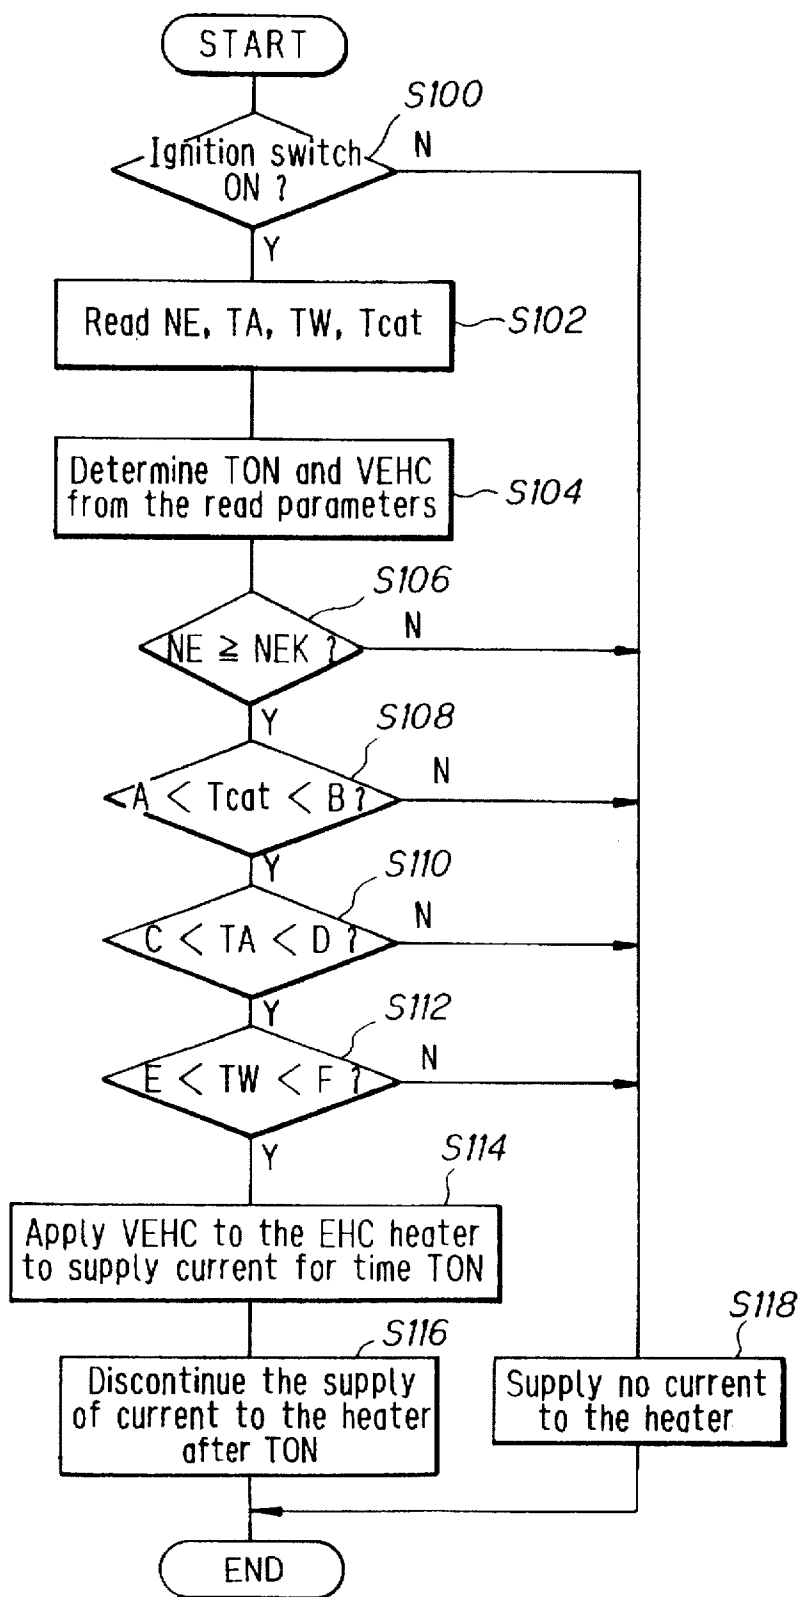 START
S100
Ignition switch
ON ?
N
Y
Read NE, TA, TW, Tcat
S102
Determine TON and VEHC
from the read parameters
S104
S106
NE ≧ NEK ?
N
Y
S108
A < Tcat < B ?
N
Y
S110
C < TA < D ?
N
Y
S112
E < TW < F ?
N
Y
S114
Apply VEHC to the EHC heater
to supply current for time TON
S116
Discontinue the supply
of current to the heater
after TON
S118
Supply no current
to the heater
END